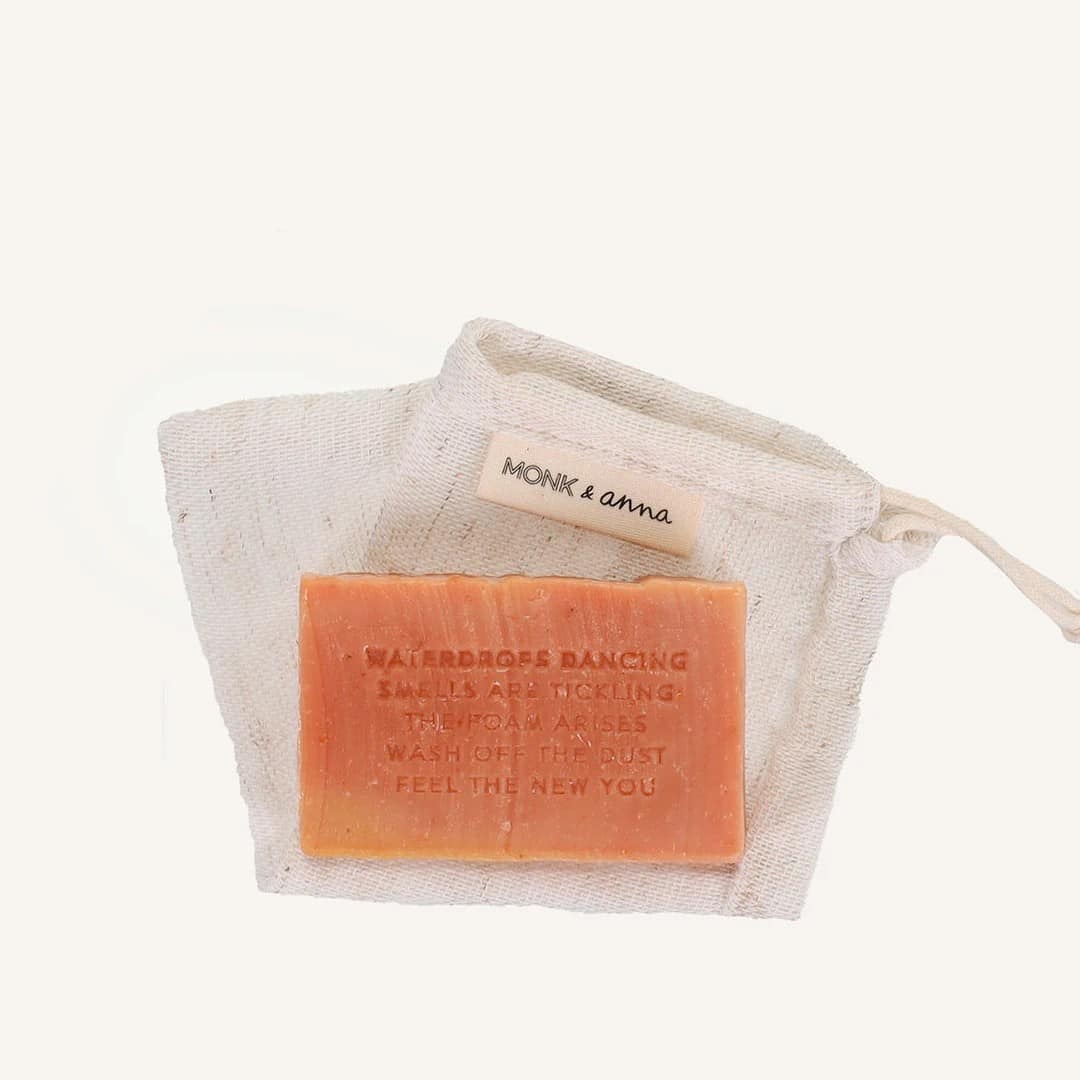 MONK & anna
WATERDROPS DANCING
SMELLS ARE TICKLING
THE FOAM ARISES
WASH OFF THE DUST
FEEL THE NEW YOU